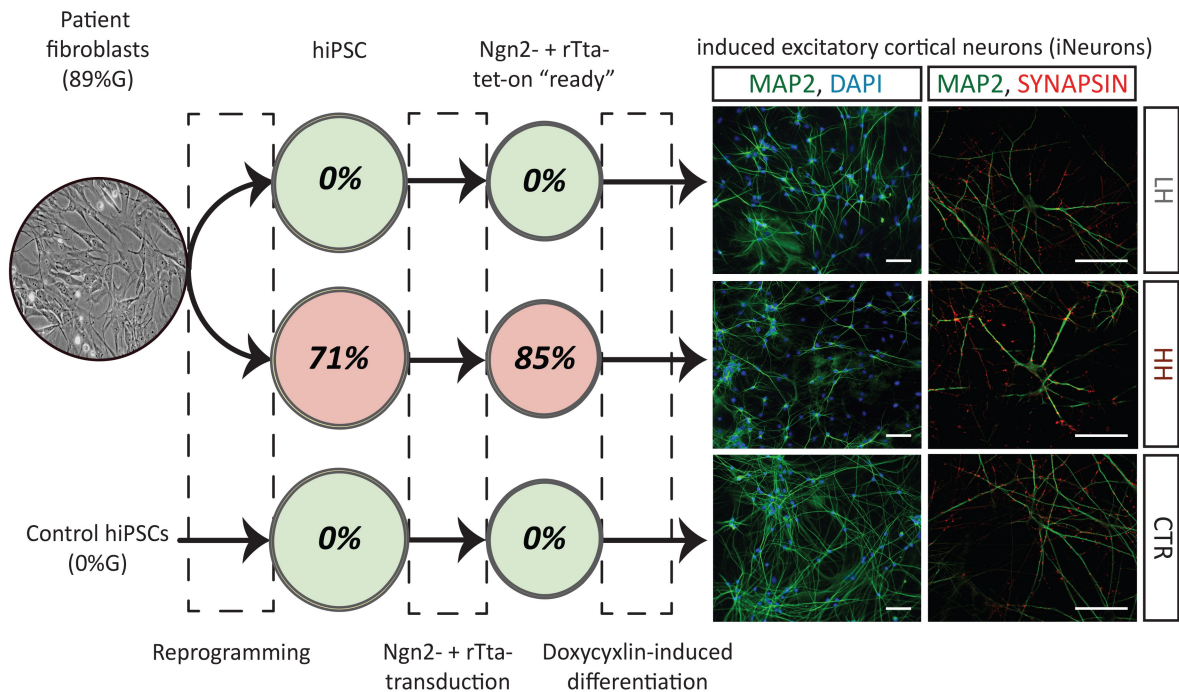 Patient
fibroblasts
(89%G)
hiPSC
Ngn2- + rTta-
tet-on “ready”
induced excitatory cortical neurons (iNeurons)
MAP2, DAPI
MAP2, SYNAPSIN
0%
0%
LH
71%
85%
HH
Control hiPSCs
(0%G)
0%
0%
CTR
Reprogramming
Ngn2- + rTta-
transduction
Doxycyxlin-induced
differentiation